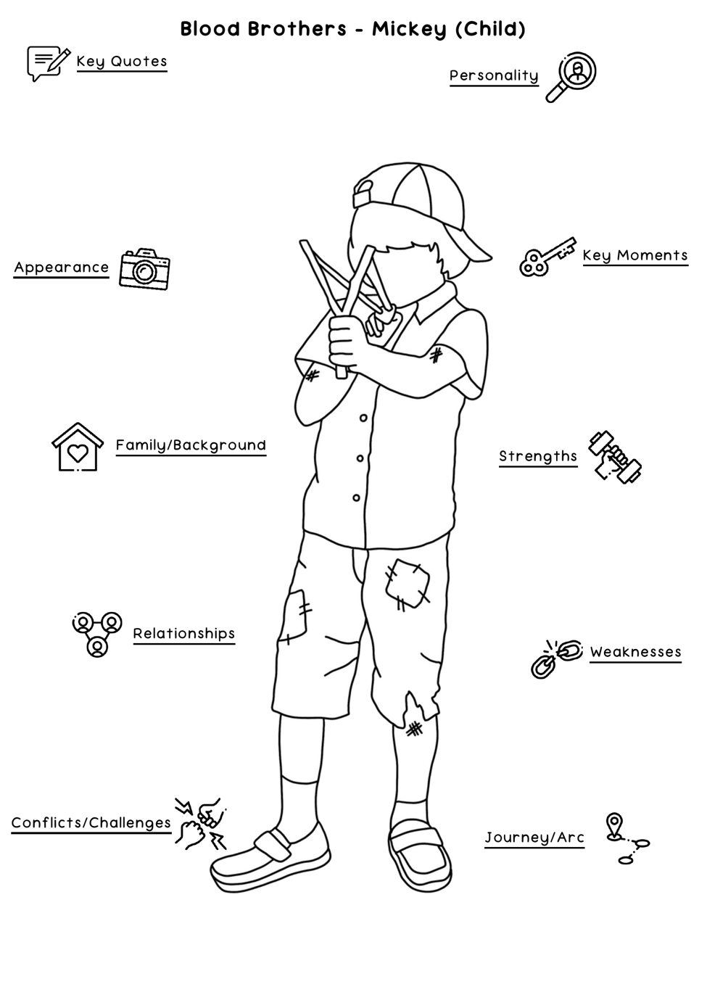 Blood Brothers - Mickey (Child)
Key Quotes
Personality
Appearance
Key Moments
Family/Background
Strengths
Relationships
Weaknesses
Conflicts/Challenges
Journey/Arc